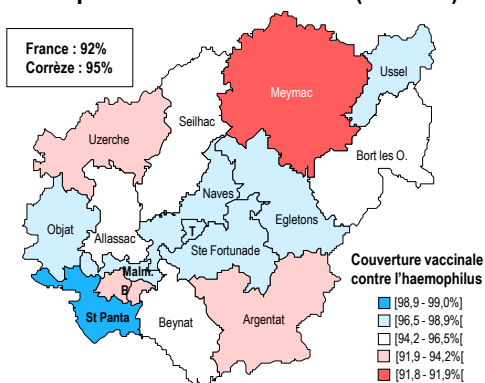 France : 92%
Corrèze : 95%
Ussel
Meymac
Seilhac
Uzerche
Bort les O.
Naves
Egletons
Objat
Allassac
T
Ste Fortunade
Malm.
B
St Panta
Beynat
Argentat
Couverture vaccinale
contre l'haemophilus
[98,9 - 99,0%]
[96,5 - 98,9%[
[94,2 - 96,5%[
[91,9 - 94,2%[
[91,8 - 91,9%[